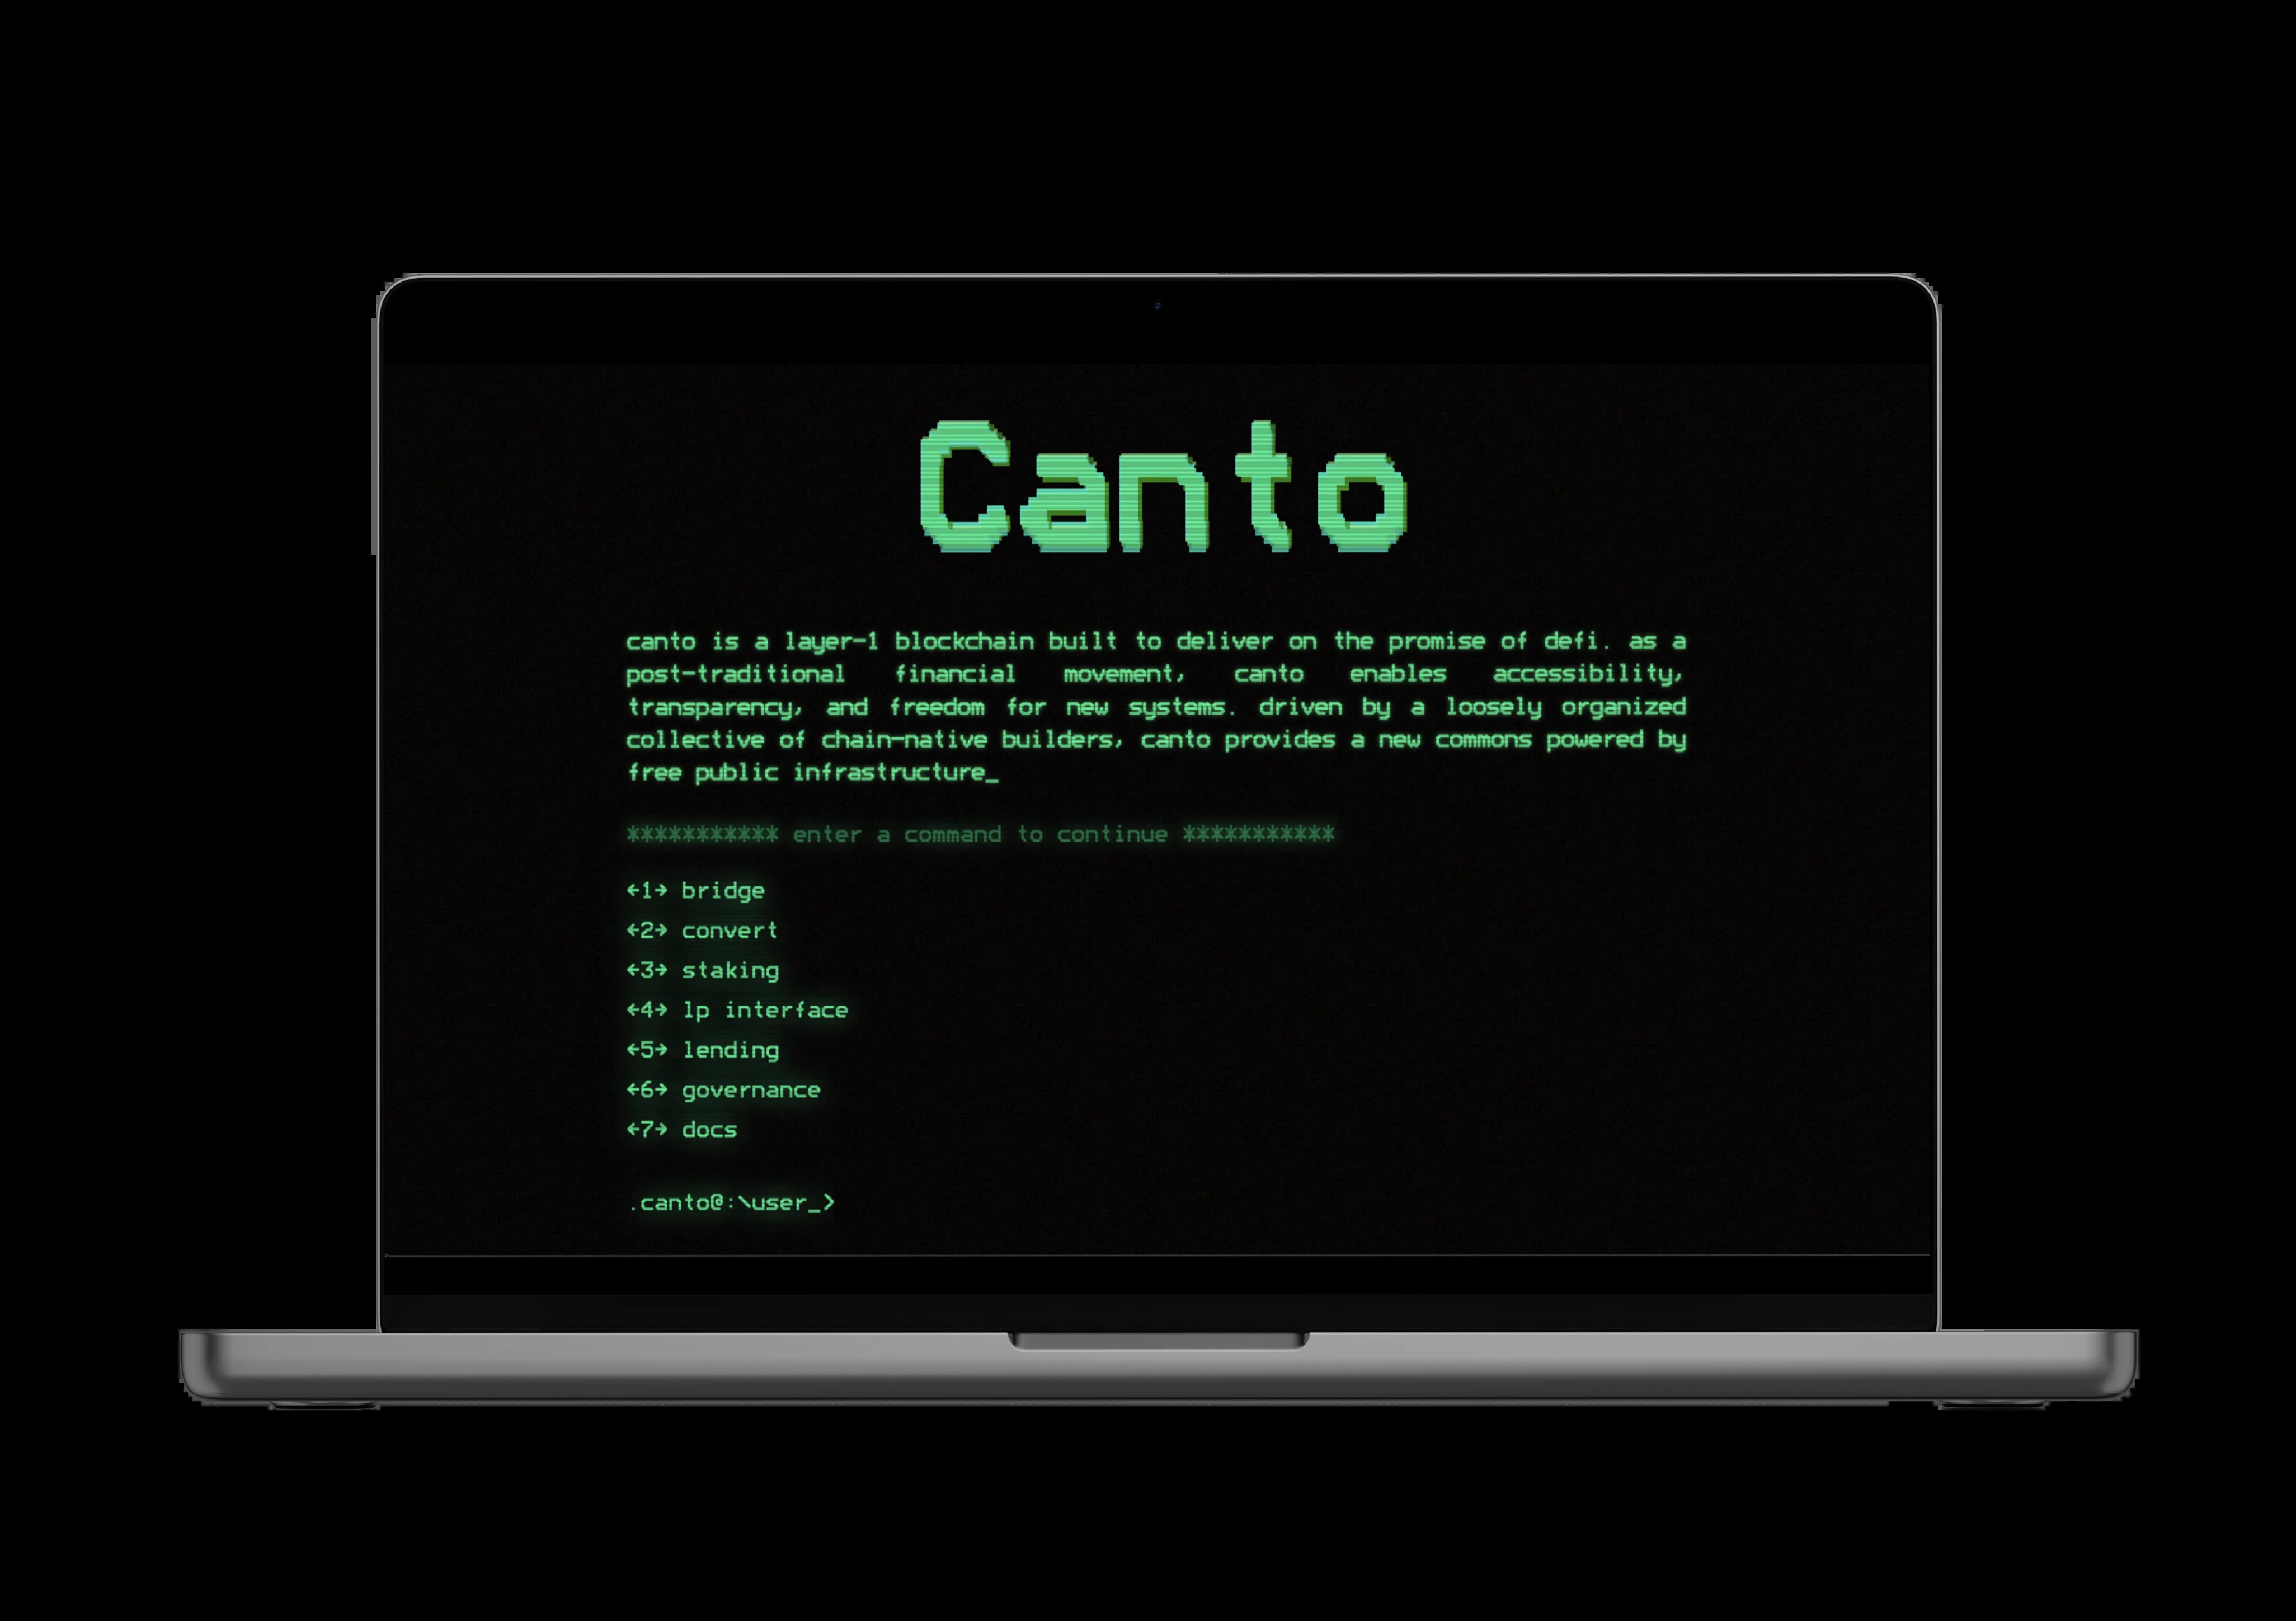 Canto
canto is a layer-1 blockchain built to deliver on the promise of defi. as a
post-traditional financial movement, canto enables accessibility,
transparency, and freedom for new systems. driven by a loosely organized
collective of chain-native builders, canto provides a new commons powered by
free public infrastructure_
*********** enter a command to continue ***********
<1> bridge
<2> convert
<3> staking
<4> lp interface
<5> lending
<6> governance
<7> docs
.canto@:\user_>